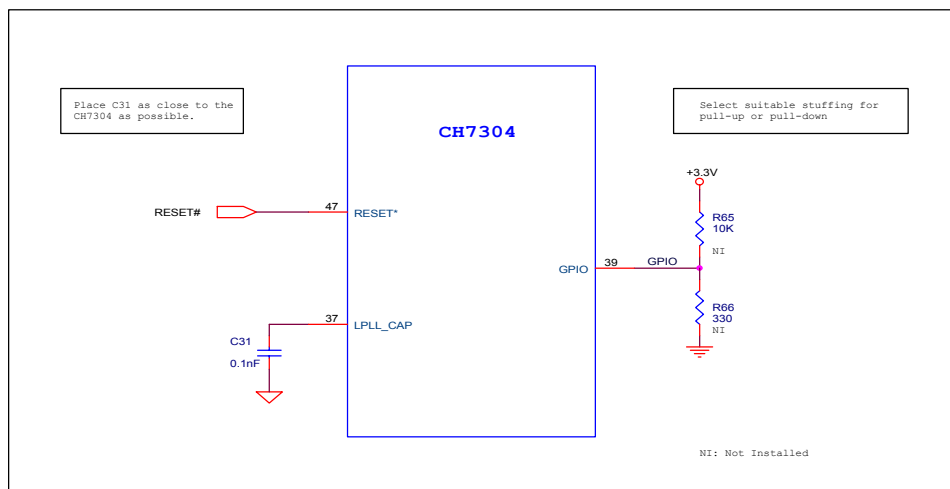 Place C31 as close to the
CH7304 as possible.
Select suitable stuffing for
pull-up or pull-down
CH7304
+3.3V
RESET#
47
RESET*
R65
10K
NI
GPIO
39
GPIO
R66
330
NI
37
LPLL_CAP
C31
0.1nF
NI: Not Installed